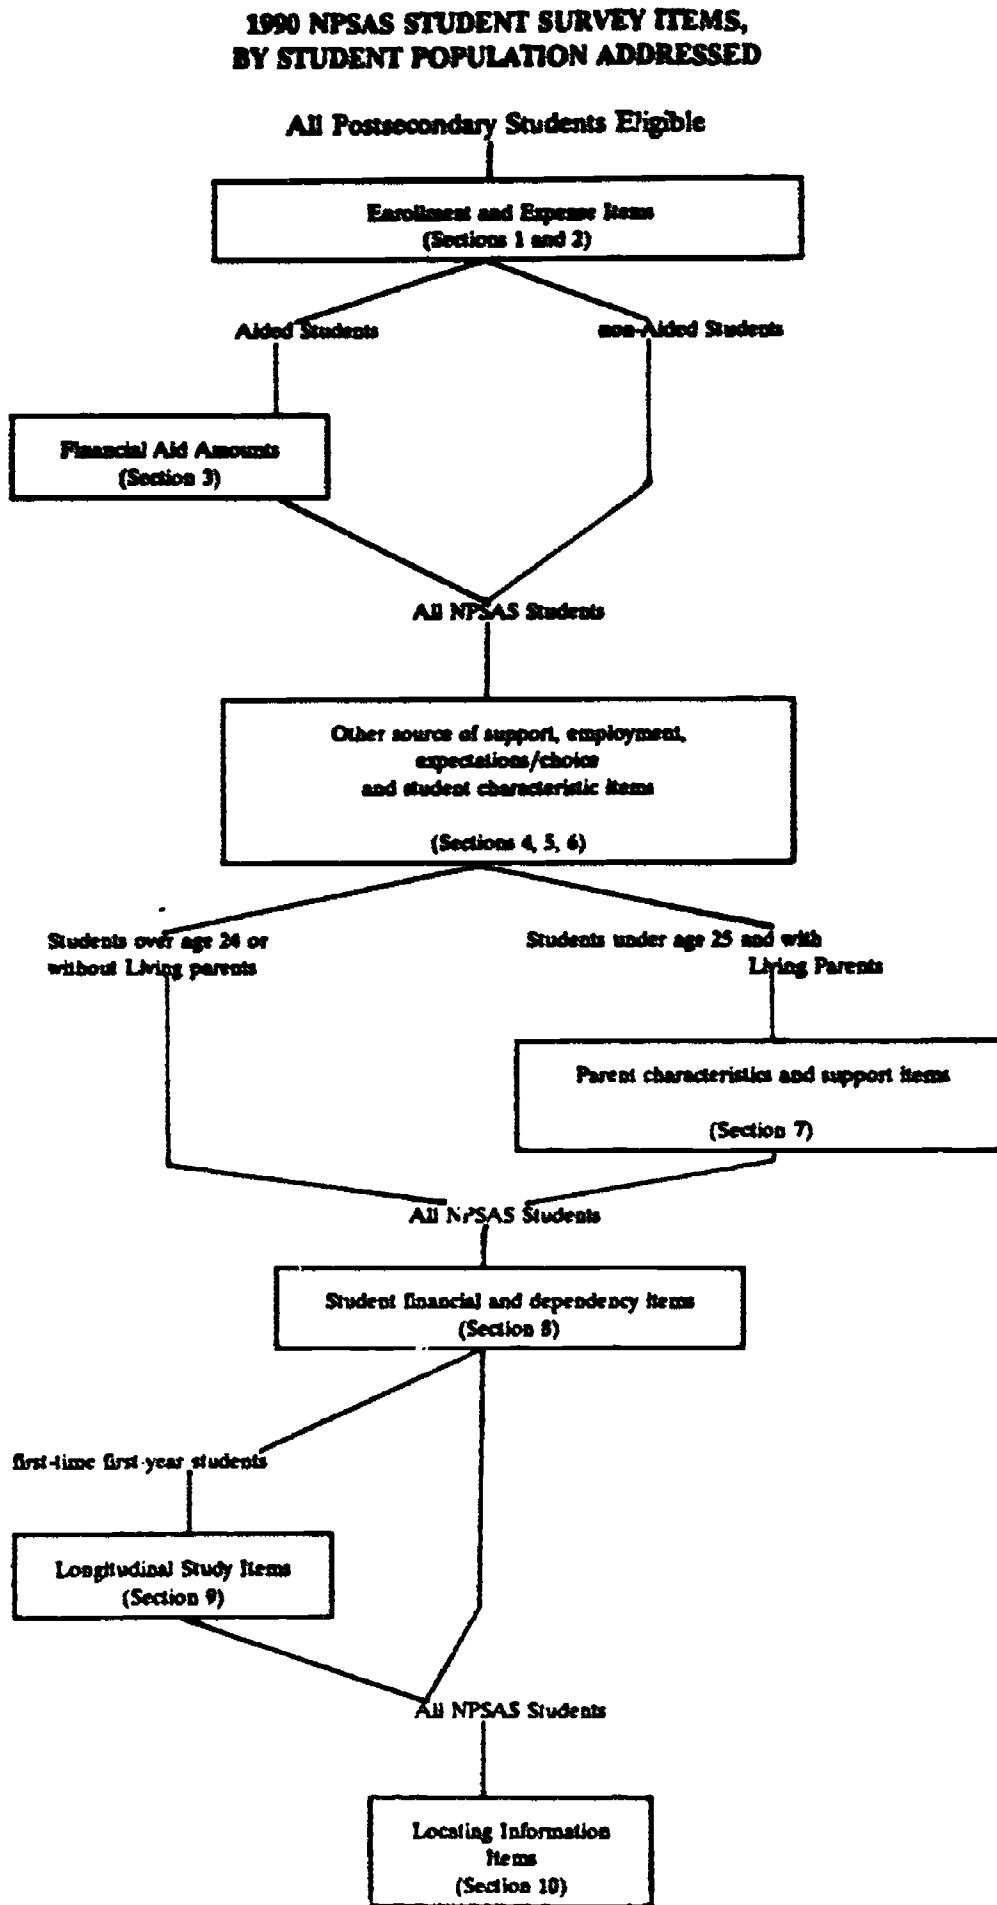 1990 NPSAS STUDENT SURVEY ITEMS,
BY STUDENT POPULATION ADDRESSED
All Postsecondary Students Eligible
Enrollment and Expense Items
(Sections 1 and 2)
Aided Students
non-Aided Students
Financial Aid Amounts
(Section 3)
All NPSAS Students
Other source of support, employment,
expectations/choice
and student characteristic items
(Sections 4, 5, 6)
Students over age 24 or
without Living parents
Students under age 25 and with
Living Parents
Parent characteristics and support items
(Section 7)
All NPSAS Students
Student financial and dependency items
(Section 8)
first-time first-year students
Longitudinal Study Items
(Section 9)
All NPSAS Students
Locating Information
Items
(Section 10)